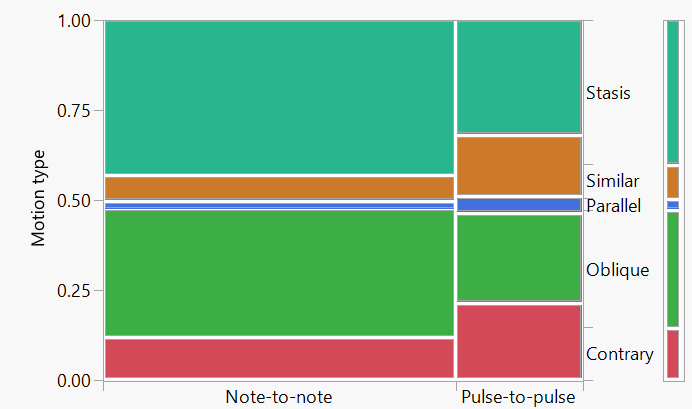 Motion type
1.00
0.75
0.50
0.25
0.00
Stasis
Similar
Parallel
Oblique
Contrary
Note-to-note
Pulse-to-pulse